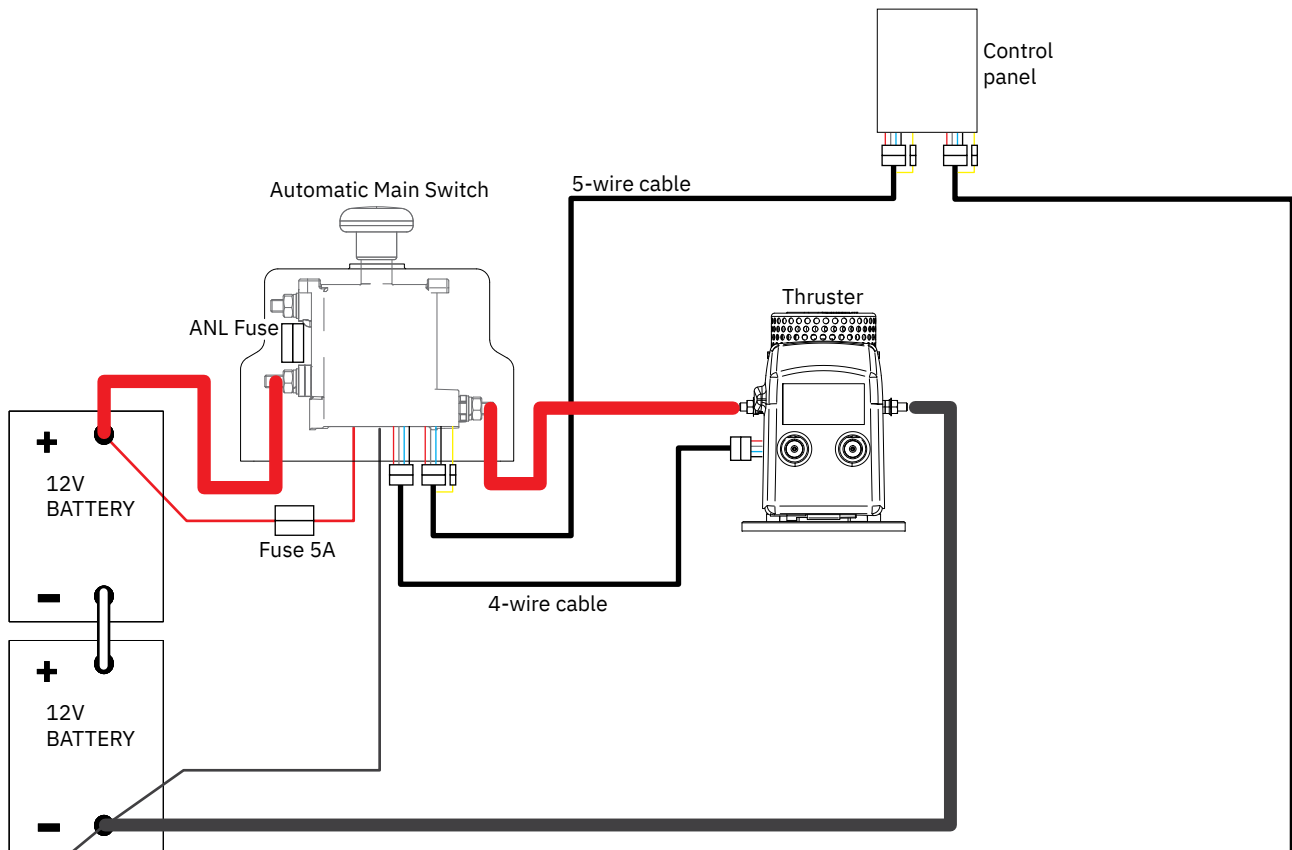 Control
panel
5-wire cable
Automatic Main Switch
Thruster
ANL Fuse
+
12V
BATTERY
Fuse 5A
-
4-wire cable
+
12V
BATTERY
-